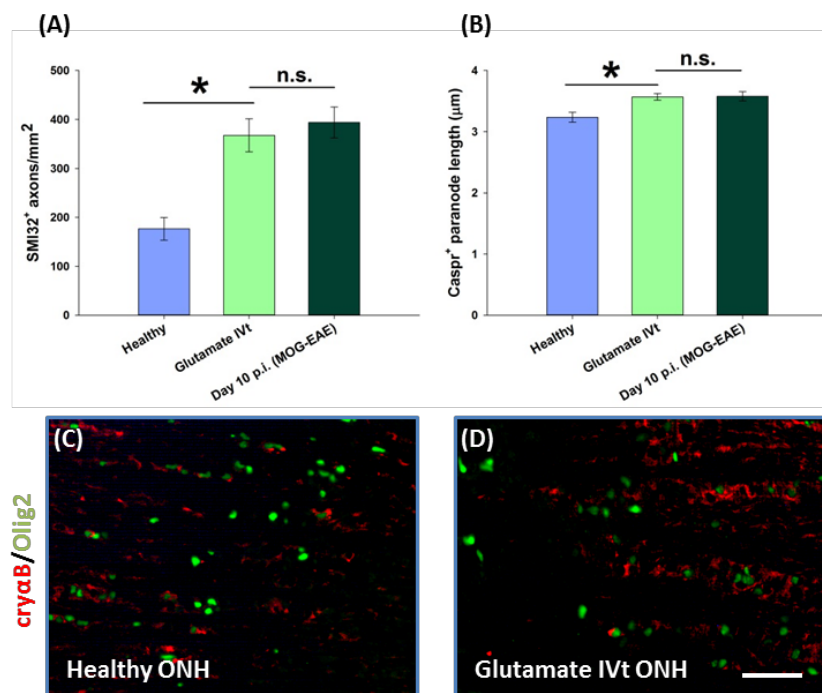 (A)
500
400
300
200
100
0
SMI32⁺ axons/mm²
*
n.s.
Healthy
Glutamate IVt
Day 10 p.i. (MOG-EAE)
(B)
4
3
2
1
0
Caspr⁺ paranode length (μm)
*
n.s.
Healthy
Glutamate IVt
Day 10 p.i. (MOG-EAE)
cryαB/Olig2
(C)
Healthy ONH
(D)
Glutamate IVt ONH